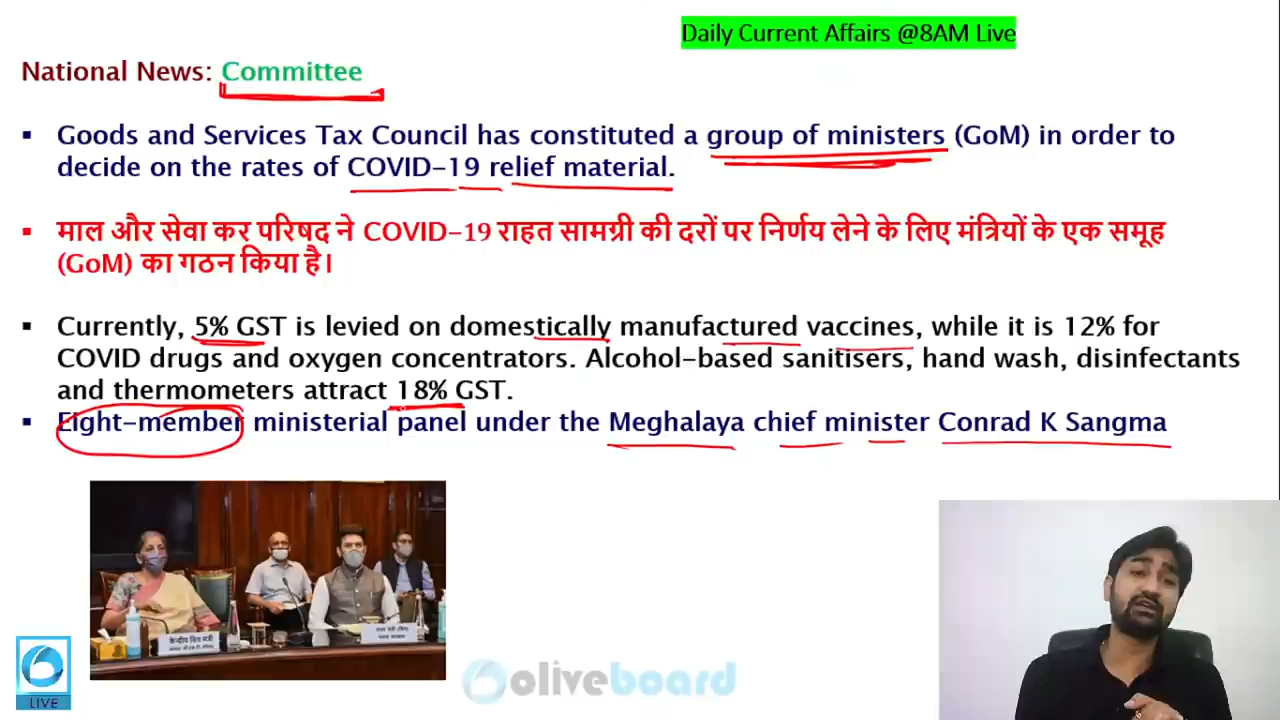 Daily Current Affairs @8AM Live
National News: Committee
▪ Goods and Services Tax Council has constituted a group of ministers (GoM) in order to
decide on the rates of COVID-19 relief material.
▪ माल और सेवा कर परिषद ने COVID-19 राहत सामग्री की दरों पर निर्णय लेने के लिए मंत्रियों के एक समूह
(GoM) का गठन किया है।
▪ Currently, 5% GST is levied on domestically manufactured vaccines, while it is 12% for
COVID drugs and oxygen concentrators. Alcohol-based sanitisers, hand wash, disinfectants
and thermometers attract 18% GST.
▪ Eight-member ministerial panel under the Meghalaya chief minister Conrad K Sangma
केन्द्रीय वित्त मंत्री
LIVE
oliveboard